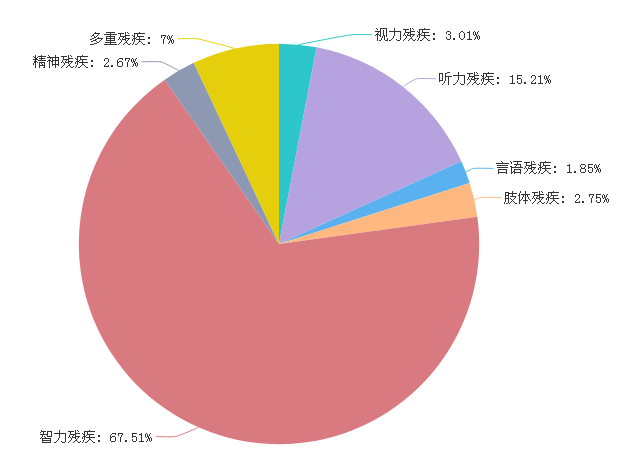 多重残疾: 7%
视力残疾: 3.01%
精神残疾: 2.67%
听力残疾: 15.21%
言语残疾: 1.85%
肢体残疾: 2.75%
智力残疾: 67.51%